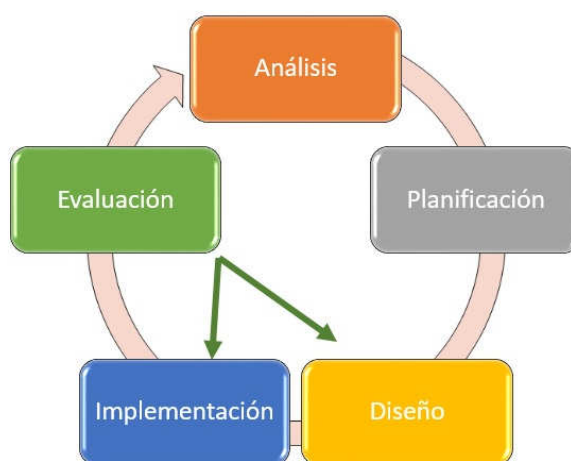 Análisis
Planificación
Diseño
Implementación
Evaluación